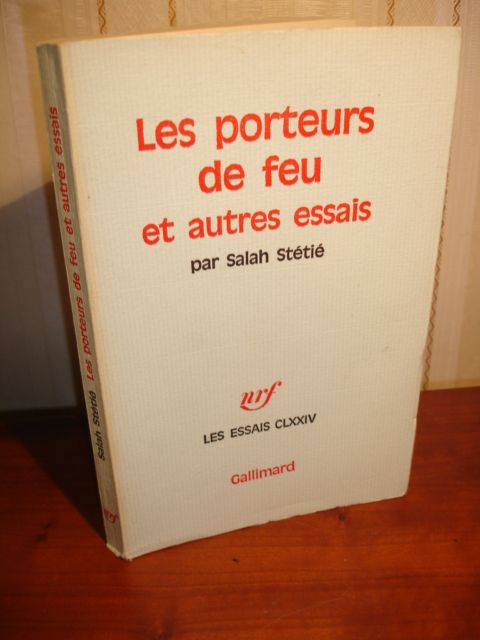 Les porteurs
de feu
et autres essais
par Salah Stétié
nrf
LES ESSAIS CLXXIV
Gallimard
Salah Stétié Les porteurs de feu et autres essais
nrf